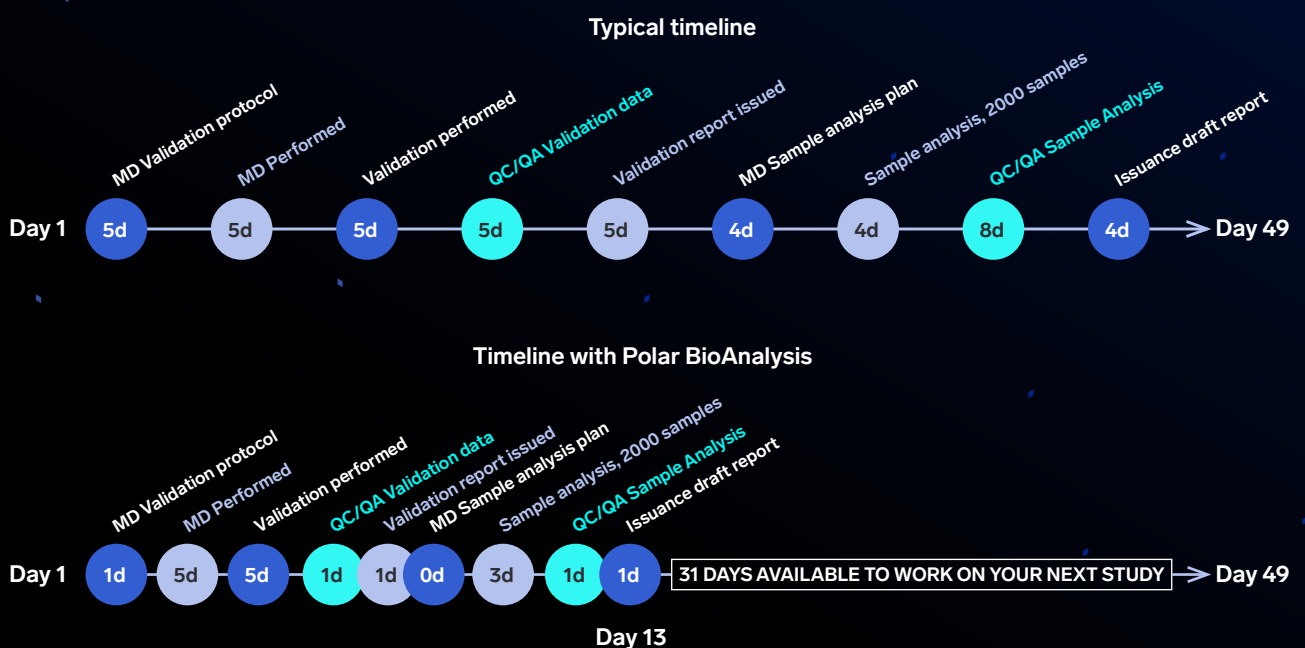 Typical timeline
MD Validation protocol
MD Performed
Validation performed
QC/QA Validation data
Validation report issued
MD Sample analysis plan
Sample analysis, 2000 samples
QC/QA Sample Analysis
Issuance draft report
Day 1
5d
5d
5d
5d
5d
4d
4d
8d
4d
Day 49
Timeline with Polar BioAnalysis
MD Validation protocol
MD Performed
Validation performed
QC/QA Validation data
Validation report issued
MD Sample analysis plan
Sample analysis, 2000 samples
QC/QA Sample Analysis
Issuance draft report
Day 1
1d
5d
5d
1d
1d
0d
3d
1d
1d
31 DAYS AVAILABLE TO WORK ON YOUR NEXT STUDY
Day 49
Day 13